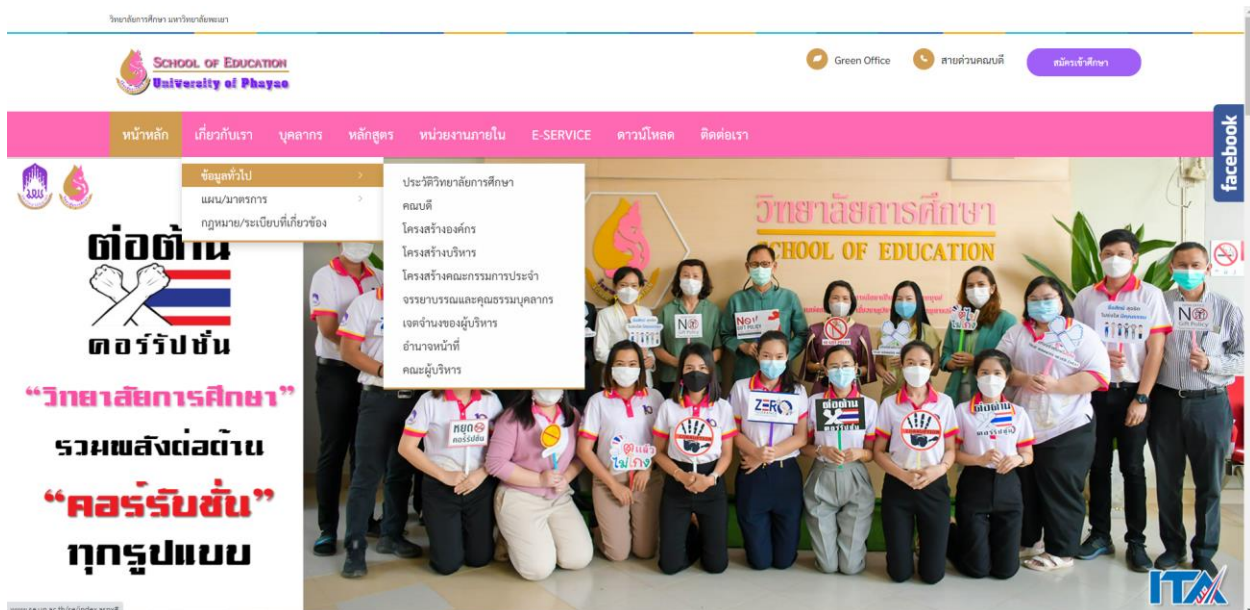 วิทยาลัยการศึกษา มหาวิทยาลัยพะเยา
SCHOOL OF EDUCATION
University of Phayao
Green Office
สายด่วนคณบดี
สมัครเข้าศึกษา
หน้าหลัก เกี่ยวกับเรา บุคลากร หลักสูตร หน่วยงานภายใน E-SERVICE ดาวน์โหลด ติดต่อเรา
facebook
ข้อมูลทั่วไป
แผน/มาตรการ
กฎหมาย/ระเบียบที่เกี่ยวข้อง
ประวัติวิทยาลัยการศึกษา
คณบดี
โครงสร้างองค์กร
โครงสร้างบริหาร
โครงสร้างคณะกรรมการประจำ
จรรยาบรรณและคุณธรรมบุคลากร
เจตจำนงของผู้บริหาร
อำนาจหน้าที่
คณะผู้บริหาร
ต่อต้าน
คอร์รัปชั่น
“วิทยาลัยการศึกษา”
รวมพลังต่อต้าน
“คอร์รับชั่น”
ทุกรูปแบบ
วิทยาลัยการศึกษา
SCHOOL OF EDUCATION
ZERO
หยุด
คอร์รัปชั่น
ต่อต้าน
คอร์รัปชั่น
ITA